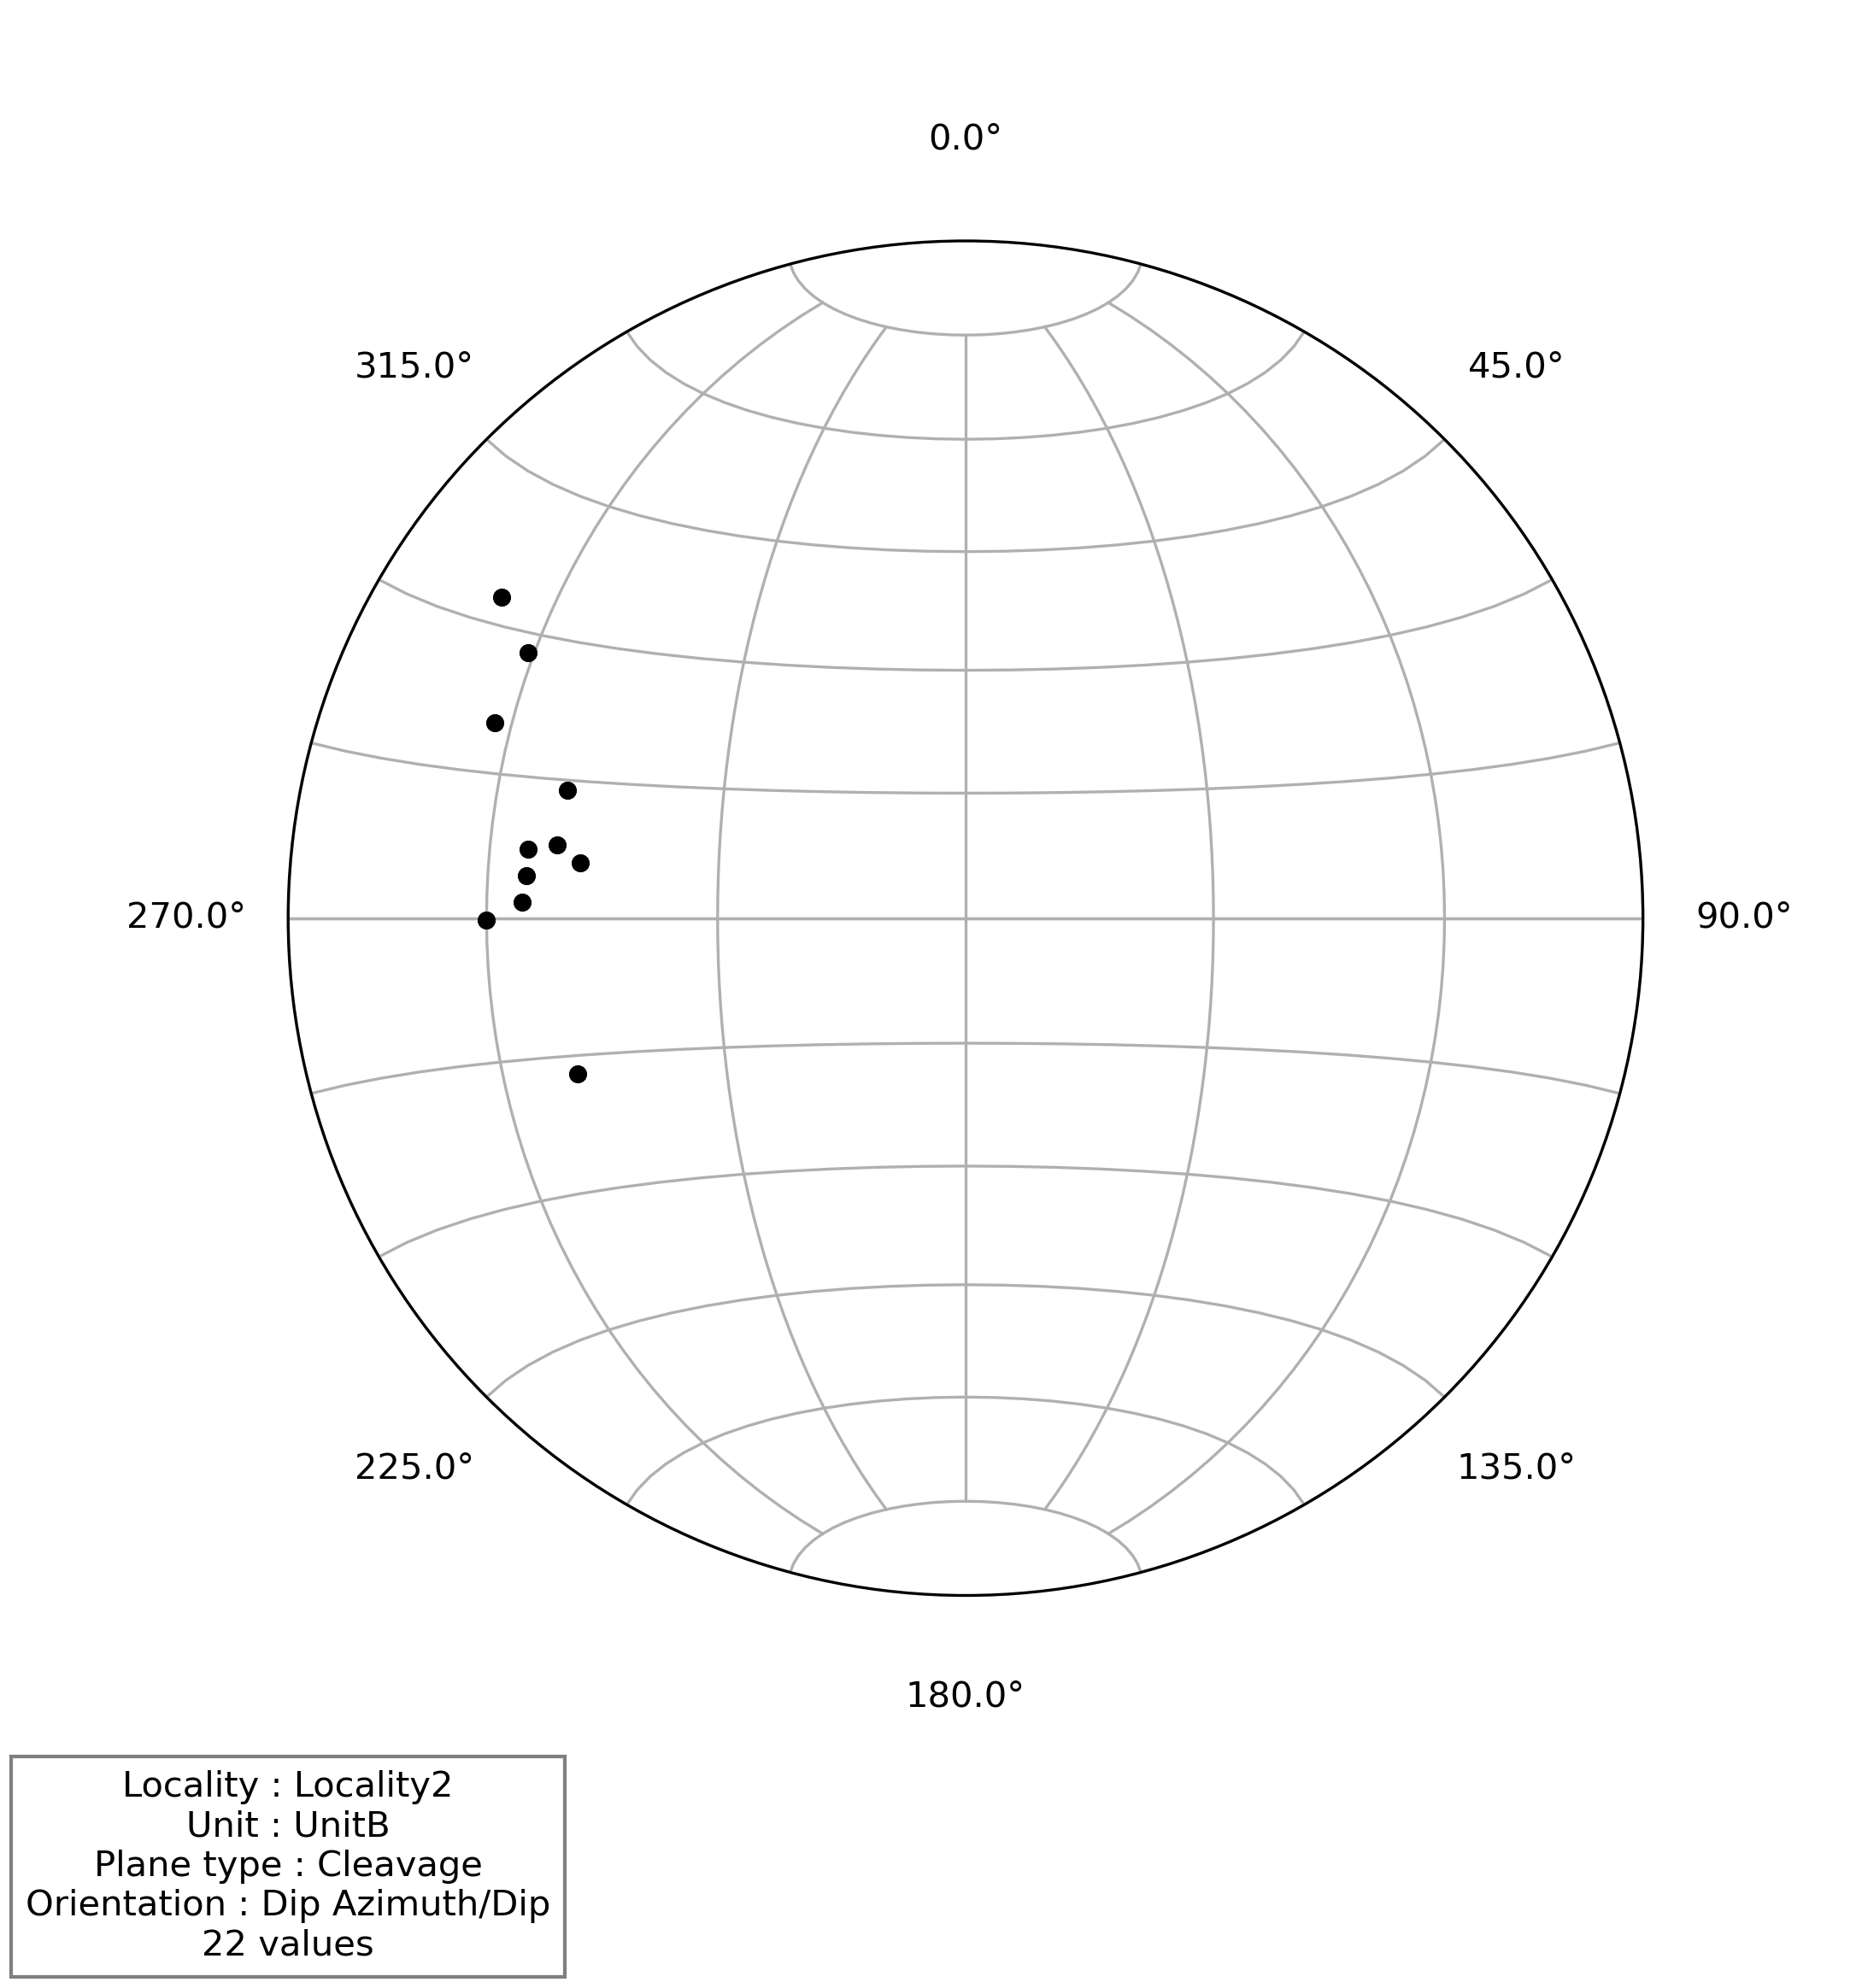 0.0°
315.0°
45.0°
270.0°
90.0°
225.0°
135.0°
180.0°
Locality : Locality2
Unit : UnitB
Plane type : Cleavage
Orientation : Dip Azimuth/Dip
22 values